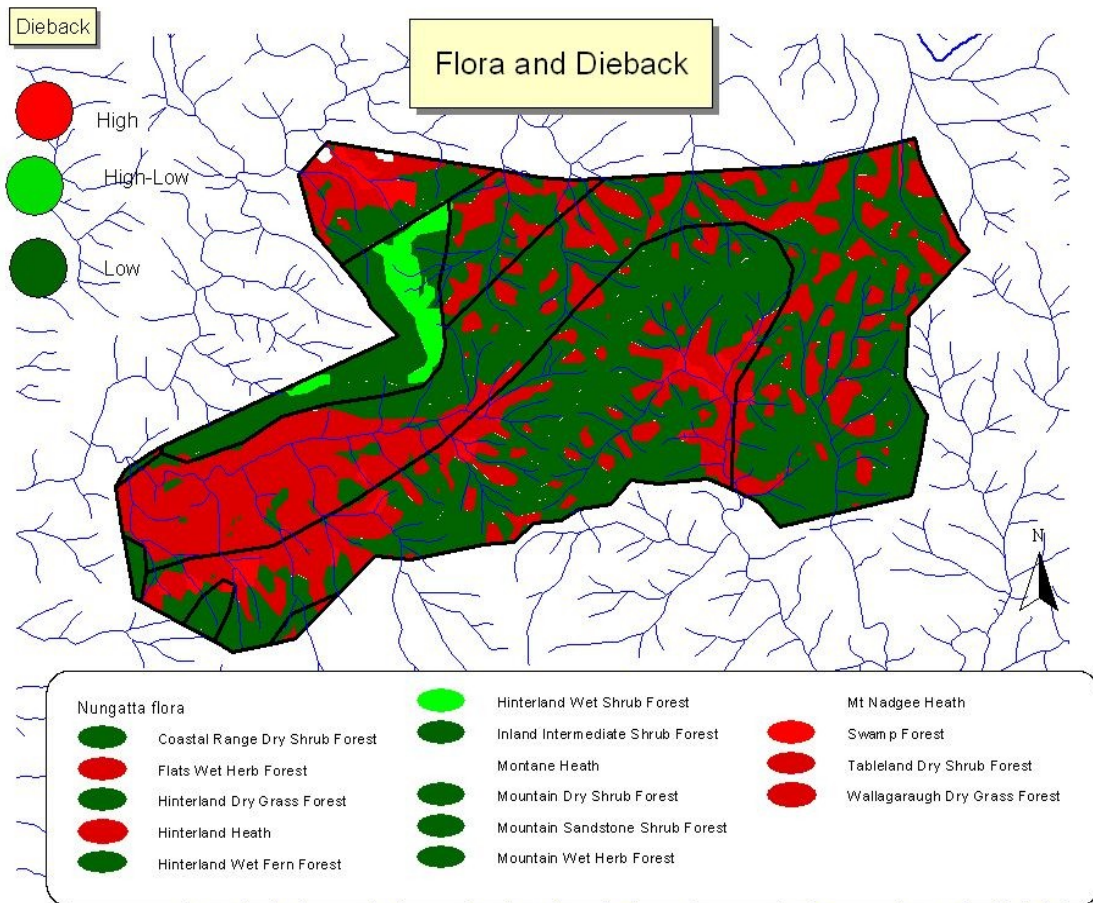 Dieback
Flora and Dieback
High
High-Low
Low
N
Nungatta flora
Coastal Range Dry Shrub Forest
Flats Wet Herb Forest
Hinterland Dry Grass Forest
Hinterland Heath
Hinterland Wet Fern Forest
Hinterland Wet Shrub Forest
Inland Intermediate Shrub Forest
Montane Heath
Mountain Dry Shrub Forest
Mountain Sandstone Shrub Forest
Mountain Wet Herb Forest
Mt Nadgee Heath
Swamp Forest
Tableland Dry Shrub Forest
Wallagaraugh Dry Grass Forest